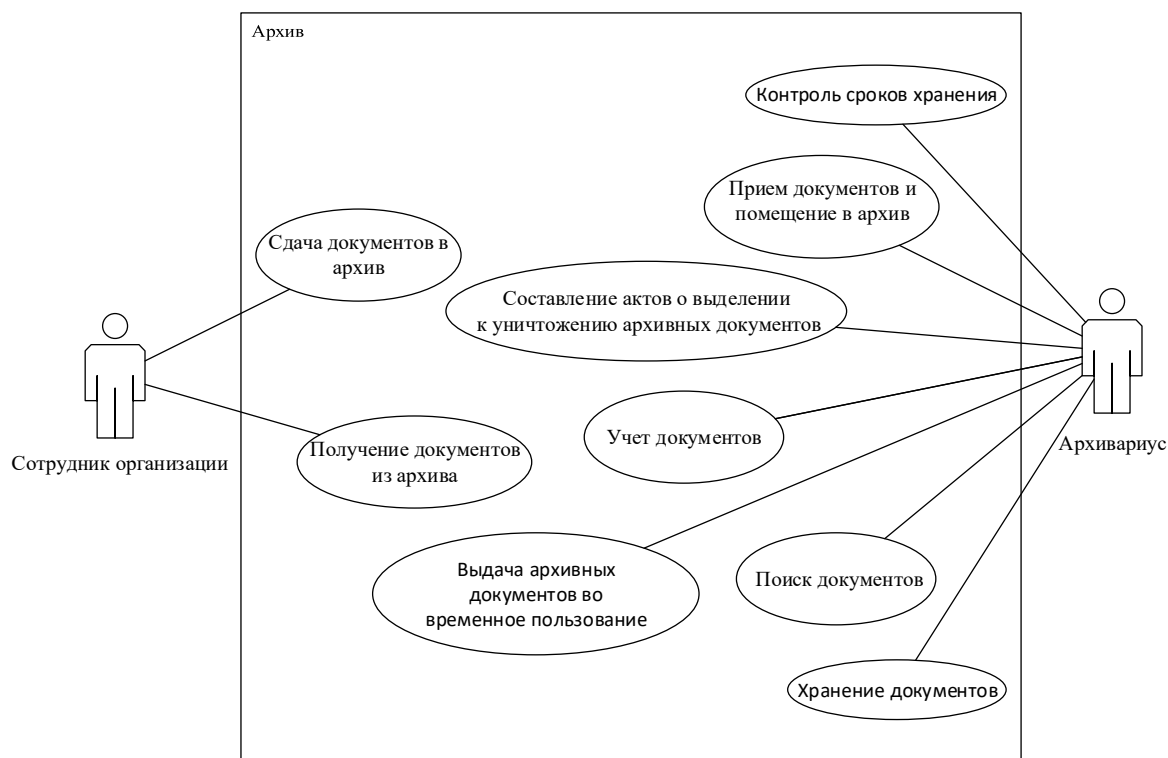 Архив
Контроль сроков хранения
Прием документов и
помещение в архив
Сдача документов в
архив
Составление актов о выделении
к уничтожению архивных документов
Учет документов
Сотрудник организации
Архивариус
Получение документов
из архива
Выдача архивных
документов во
временное пользование
Поиск документов
Хранение документов